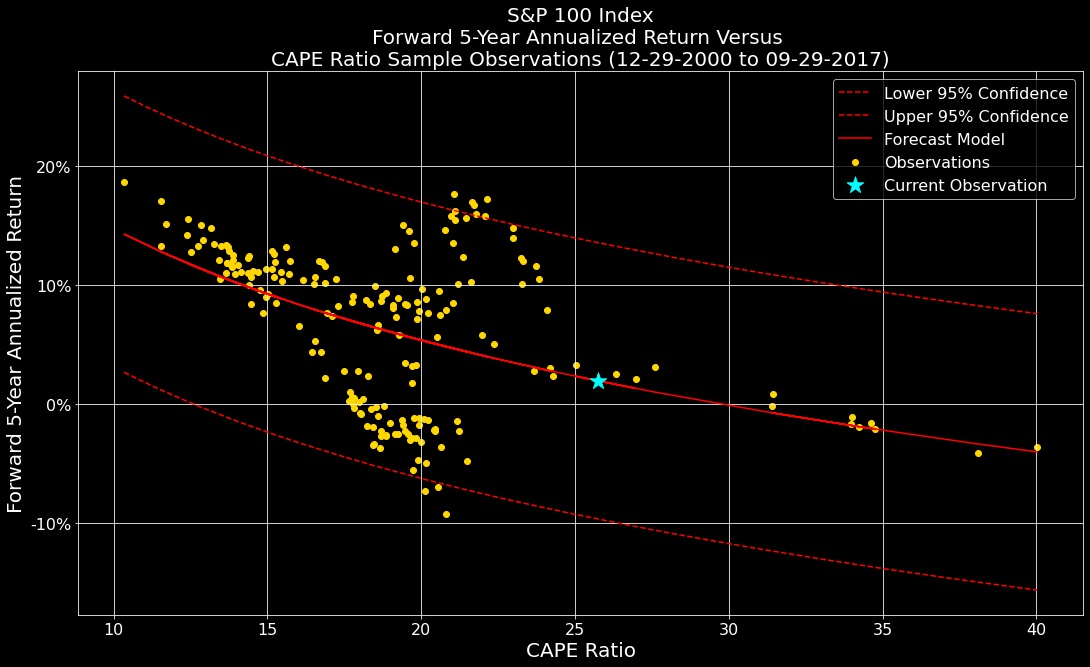 S&P 100 Index
Forward 5-Year Annualized Return Versus
CAPE Ratio Sample Observations (12-29-2000 to 09-29-2017)
Lower 95% Confidence
Upper 95% Confidence
Forecast Model
Observations
Current Observation
Forward 5-Year Annualized Return
20%
10%
0%
-10%
10
15
20
25
30
35
40
CAPE Ratio